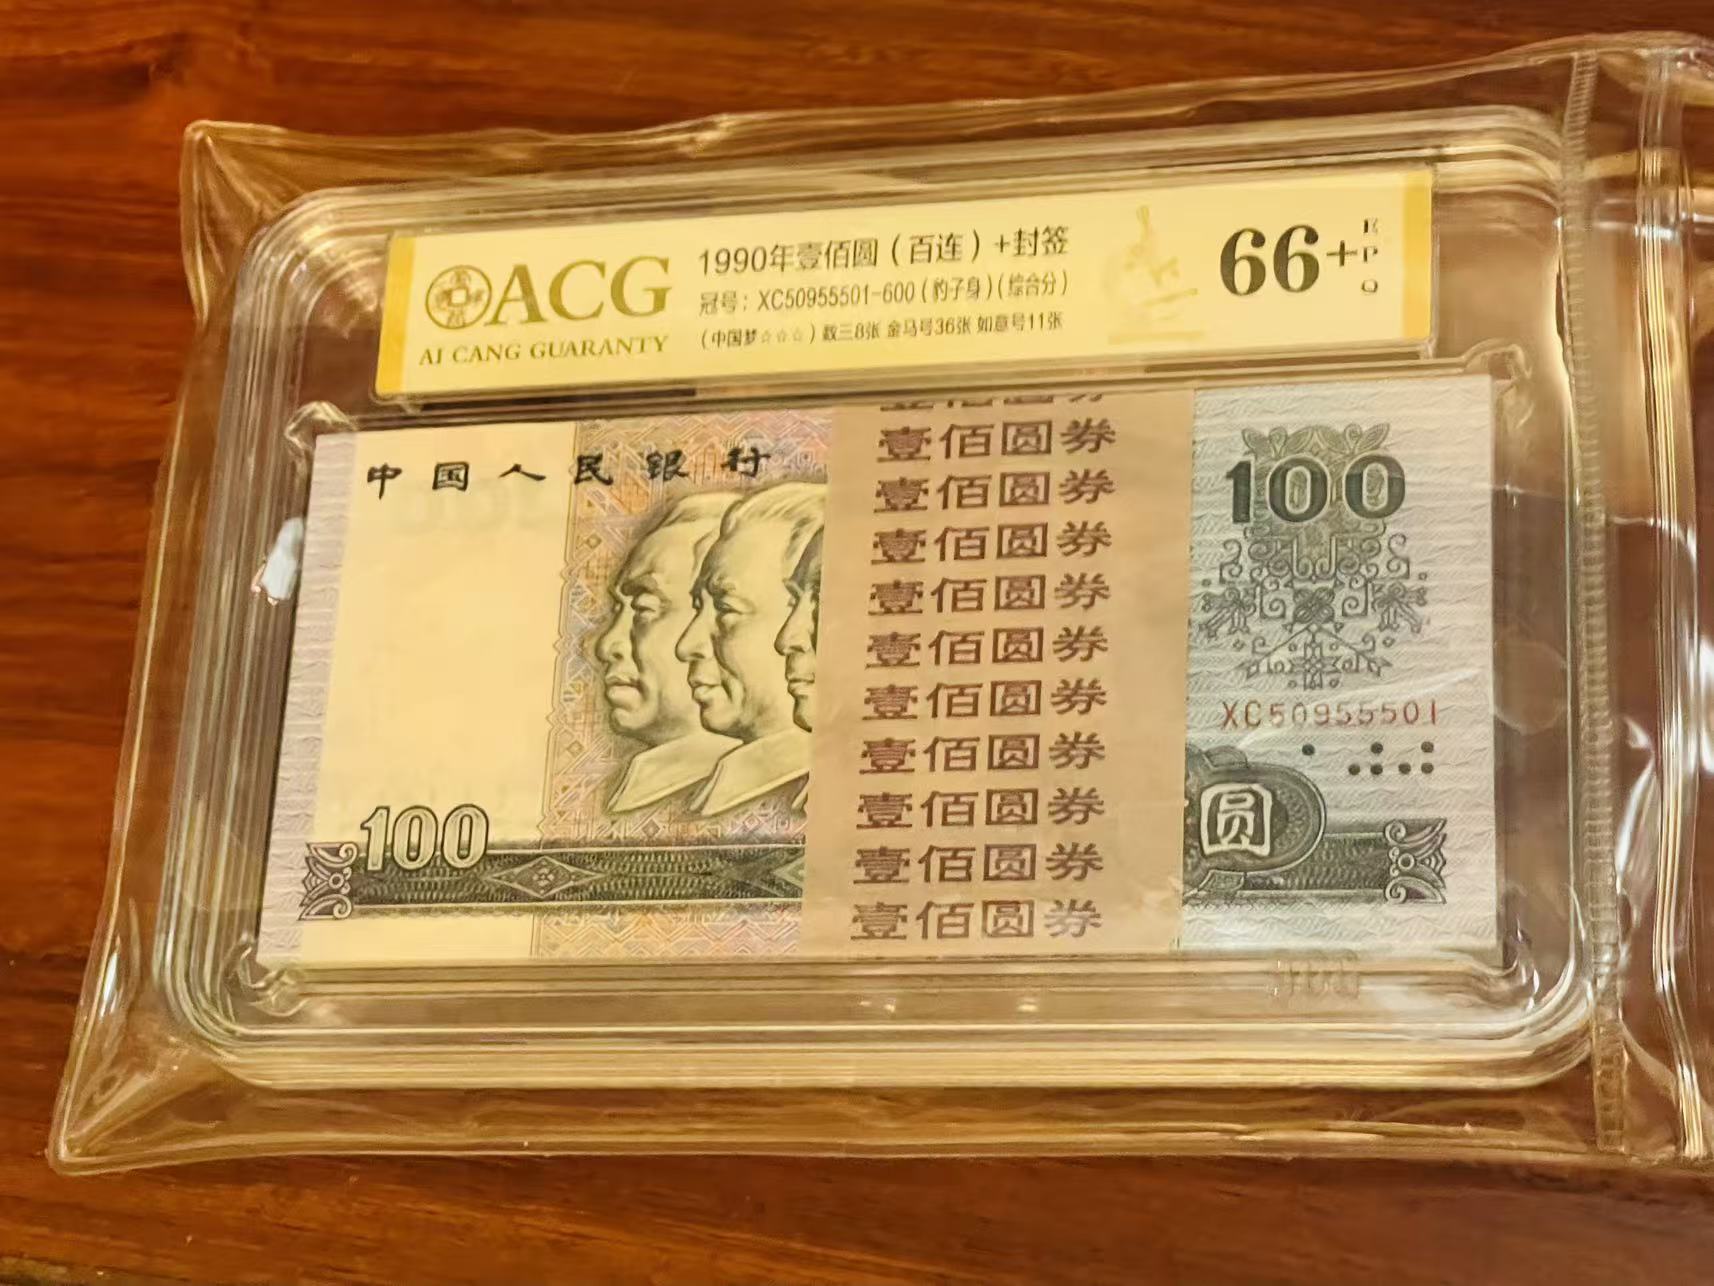 ACG
AI CANG GUARANTY
1990年壹佰圆（百连）+封签
冠号：XC50955501-600（豹子身）（综合分）
（中国梦☆☆☆）数三8张 金马号36张 如意号11张
66+
EPQ
中国人民银行
100
壹佰圆券
壹佰圆券
壹佰圆券
壹佰圆券
壹佰圆券
壹佰圆券
壹佰圆券
壹佰圆券
壹佰圆券
壹佰圆券
100
XC50955501
圆